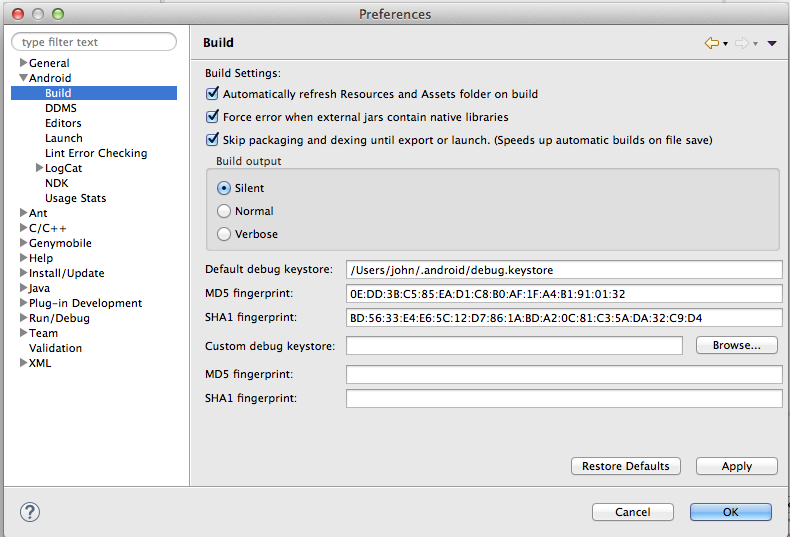 Preferences
type filter text
General
Android
Build
DDMS
Editors
Launch
Lint Error Checking
LogCat
NDK
Usage Stats
Ant
C/C++
Genymobile
Help
Install/Update
Java
Plug-in Development
Run/Debug
Team
Validation
XML
Build
Build Settings:
Automatically refresh Resources and Assets folder on build
Force error when external jars contain native libraries
Skip packaging and dexing until export or launch. (Speeds up automatic builds on file save)
Build output
Silent
Normal
Verbose
Default debug keystore: /Users/john/.android/debug.keystore
MD5 fingerprint: 0E:DD:3B:C5:85:EA:D1:C8:B0:AF:1F:A4:B1:91:01:32
SHA1 fingerprint: BD:56:33:E4:E6:5C:12:D7:86:1A:BD:A2:0C:81:C3:5A:DA:32:C9:D4
Custom debug keystore: Browse...
MD5 fingerprint:
SHA1 fingerprint:
Restore Defaults Apply
? Cancel OK